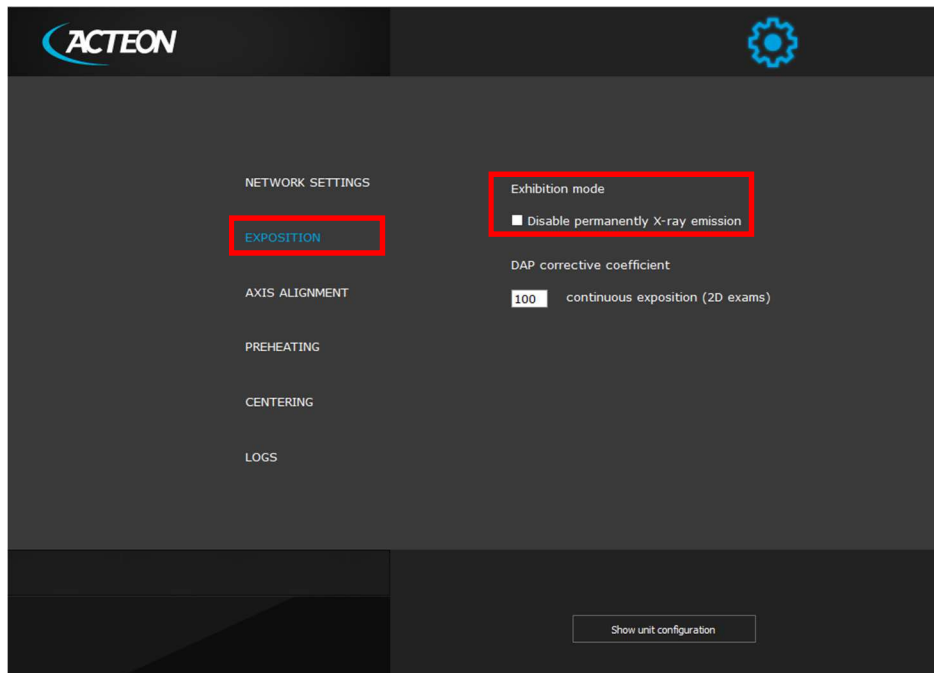 ACTEON
NETWORK SETTINGS
EXPOSITION
AXIS ALIGNMENT
PREHEATING
CENTERING
LOGS
Exhibition mode
Disable permanently X-ray emission
DAP corrective coefficient
100 continuous exposition (2D exams)
Show unit configuration